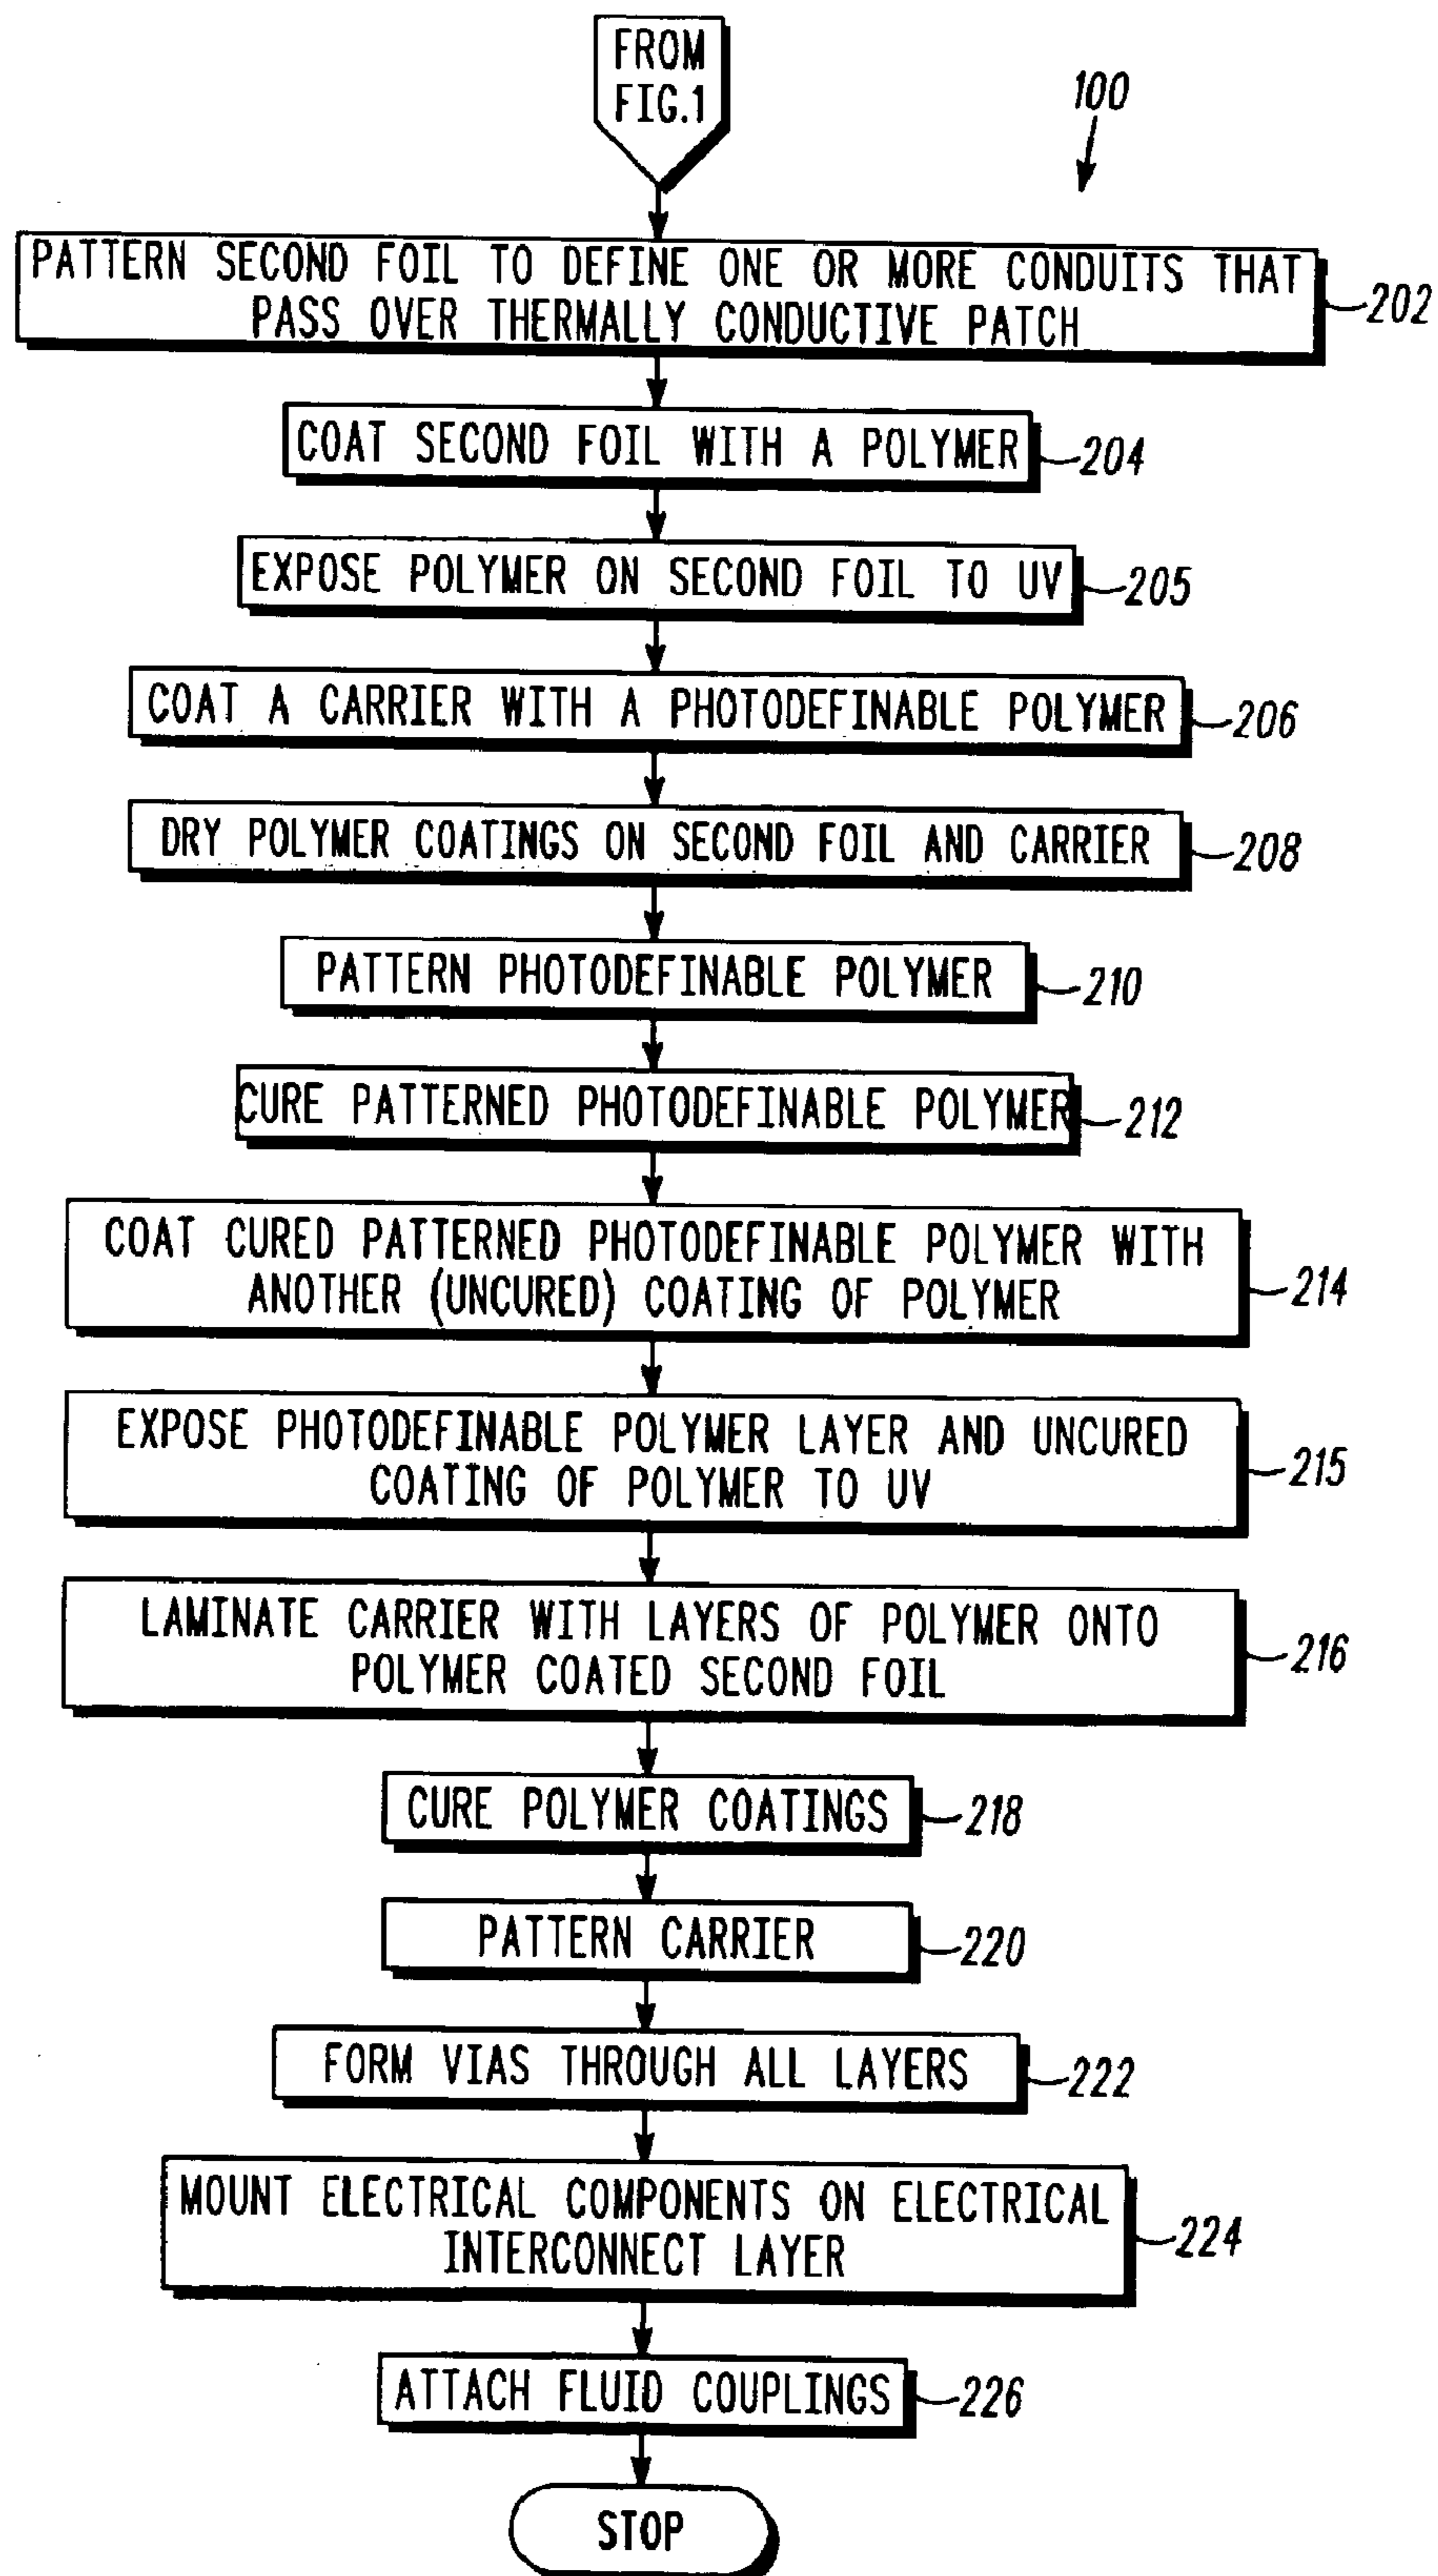 FROM
FIG.1
100
PATTERN SECOND FOIL TO DEFINE ONE OR MORE CONDUITS THAT
PASS OVER THERMALLY CONDUCTIVE PATCH
202
COAT SECOND FOIL WITH A POLYMER
204
EXPOSE POLYMER ON SECOND FOIL TO UV
205
COAT A CARRIER WITH A PHOTODEFINABLE POLYMER
206
DRY POLYMER COATINGS ON SECOND FOIL AND CARRIER
208
PATTERN PHOTODEFINABLE POLYMER
210
CURE PATTERNED PHOTODEFINABLE POLYMER
212
COAT CURED PATTERNED PHOTODEFINABLE POLYMER WITH
ANOTHER (UNCURED) COATING OF POLYMER
214
EXPOSE PHOTODEFINABLE POLYMER LAYER AND UNCURED
COATING OF POLYMER TO UV
215
LAMINATE CARRIER WITH LAYERS OF POLYMER ONTO
POLYMER COATED SECOND FOIL
216
CURE POLYMER COATINGS
218
PATTERN CARRIER
220
FORM VIAS THROUGH ALL LAYERS
222
MOUNT ELECTRICAL COMPONENTS ON ELECTRICAL
INTERCONNECT LAYER
224
ATTACH FLUID COUPLINGS
226
STOP